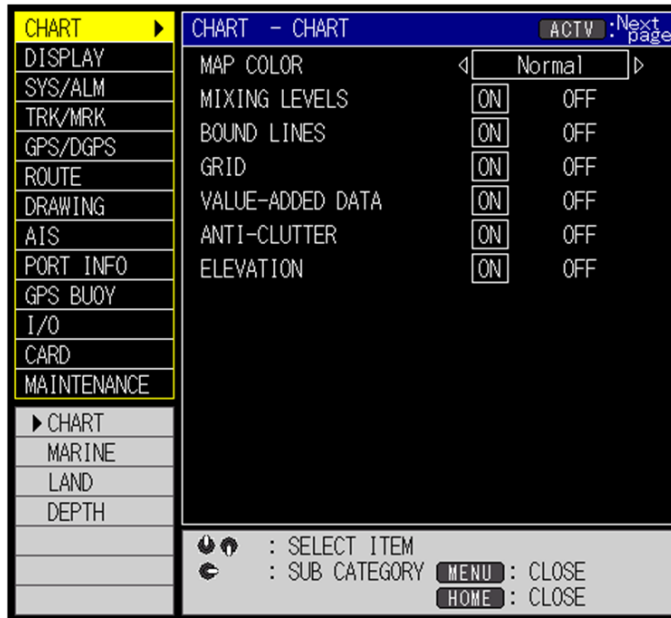 CHART
DISPLAY
SYS/ALM
TRK/MRK
GPS/DGPS
ROUTE
DRAWING
AIS
PORT INFO
GPS BUOY
I/O
CARD
MAINTENANCE
CHART
MARINE
LAND
DEPTH
CHART - CHART ACTV :Next page
MAP COLOR Normal
MIXING LEVELS ON OFF
BOUND LINES ON OFF
GRID ON OFF
VALUE-ADDED DATA ON OFF
ANTI-CLUTTER ON OFF
ELEVATION ON OFF
: SELECT ITEM
: SUB CATEGORY MENU : CLOSE
HOME : CLOSE